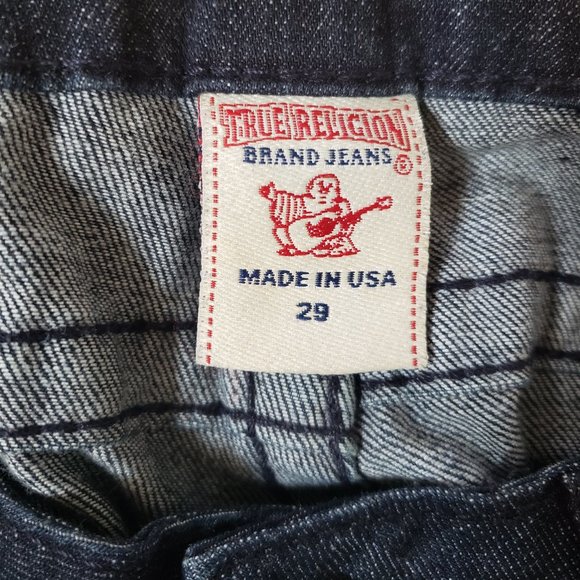 TRUE RELIGION
BRAND JEANS ®
MADE IN USA
29